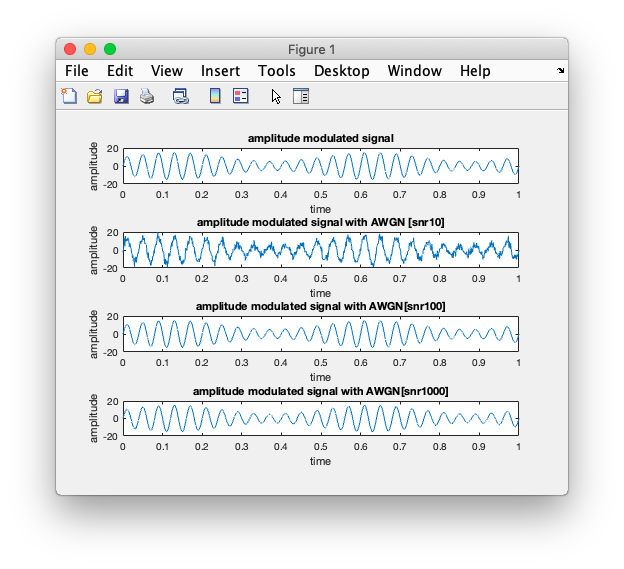 Figure 1
File Edit View Insert Tools Desktop Window Help
amplitude modulated signal
amplitude
20
0
-20
0 0.1 0.2 0.3 0.4 0.5 0.6 0.7 0.8 0.9 1
time
amplitude modulated signal with AWGN [snr10]
amplitude
20
0
-20
0 0.1 0.2 0.3 0.4 0.5 0.6 0.7 0.8 0.9 1
time
amplitude modulated signal with AWGN[snr100]
amplitude
20
0
-20
0 0.1 0.2 0.3 0.4 0.5 0.6 0.7 0.8 0.9 1
time
amplitude modulated signal with AWGN[snr1000]
amplitude
20
0
-20
0 0.1 0.2 0.3 0.4 0.5 0.6 0.7 0.8 0.9 1
time